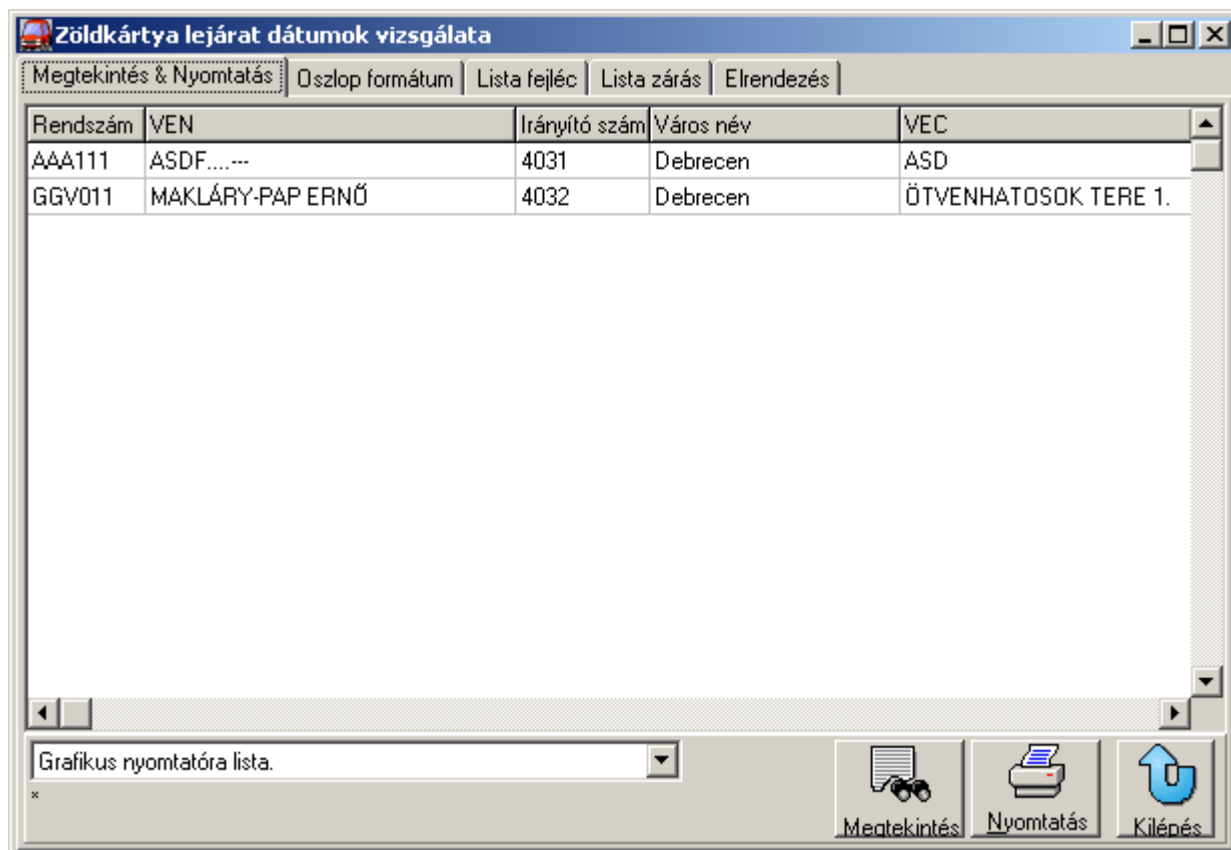 Zöldkártya lejárat dátumok vizsgálata
Megtekintés & Nyomtatás Oszlop formátum Lista fejléc Lista zárás Elrendezés
Rendszám VEN Irányító szám Város név VEC
AAA111 ASDF....--- 4031 Debrecen ASD
GGV011 MAKLÁRY-PAP ERNŐ 4032 Debrecen ÖTVENHATOSOK TERE 1.
Grafikus nyomtatóra lista.
×
Megtekintés Nyomtatás Kilépés